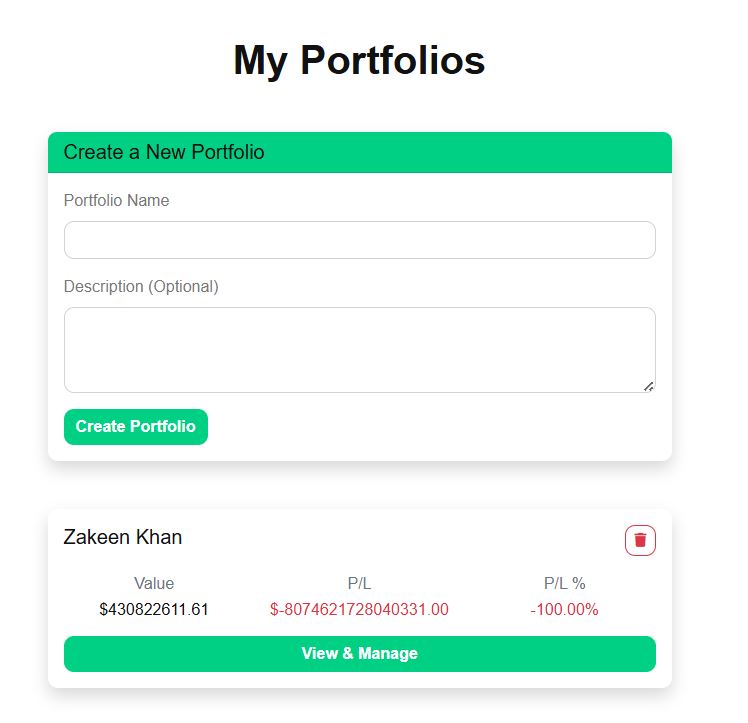 My Portfolios
Create a New Portfolio
Portfolio Name
Description (Optional)
Create Portfolio
Zakeen Khan
Value P/L P/L %
$430822611.61 $-8074621728040331.00 -100.00%
View & Manage